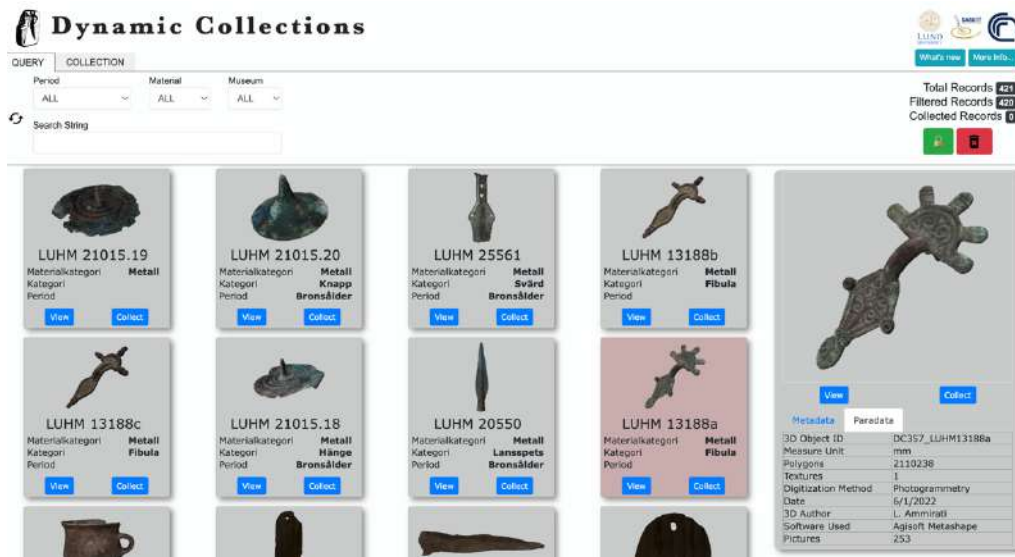 Dynamic Collections
LUND
What's new
More Info...
QUERY
COLLECTION
Period
Material
Museum
ALL
ALL
ALL
Search String
Total Records 421
Filtered Records 420
Collected Records 0
LUHM 21015.19
Materialkategori Metall
Kategori
Period
View
Collect
LUHM 21015.20
Materialkategori Metall
Kategori Knapp
Period Bronsålder
View
Collect
LUHM 25561
Materialkategori Metall
Kategori Svärd
Period Bronsålder
View
Collect
LUHM 13188b
Materialkategori Metall
Kategori Fibula
Period
View
Collect
LUHM 13188c
Materialkategori Metall
Kategori Fibula
Period
View
Collect
LUHM 21015.18
Materialkategori Metall
Kategori Hänge
Period Bronsålder
View
Collect
LUHM 20550
Materialkategori Metall
Kategori Lansspets
Period Bronsålder
View
Collect
LUHM 13188a
Materialkategori Metall
Kategori Fibula
Period
View
Collect
View
Collect
Metadata
Paradata
3D Object ID DC357_LUHM13188a
Measure Unit mm
Polygons 2110238
Textures 1
Digitization Method Photogrammetry
Date 6/1/2022
3D Author L. Ammirati
Software Used Agisoft Metashape
Pictures 253